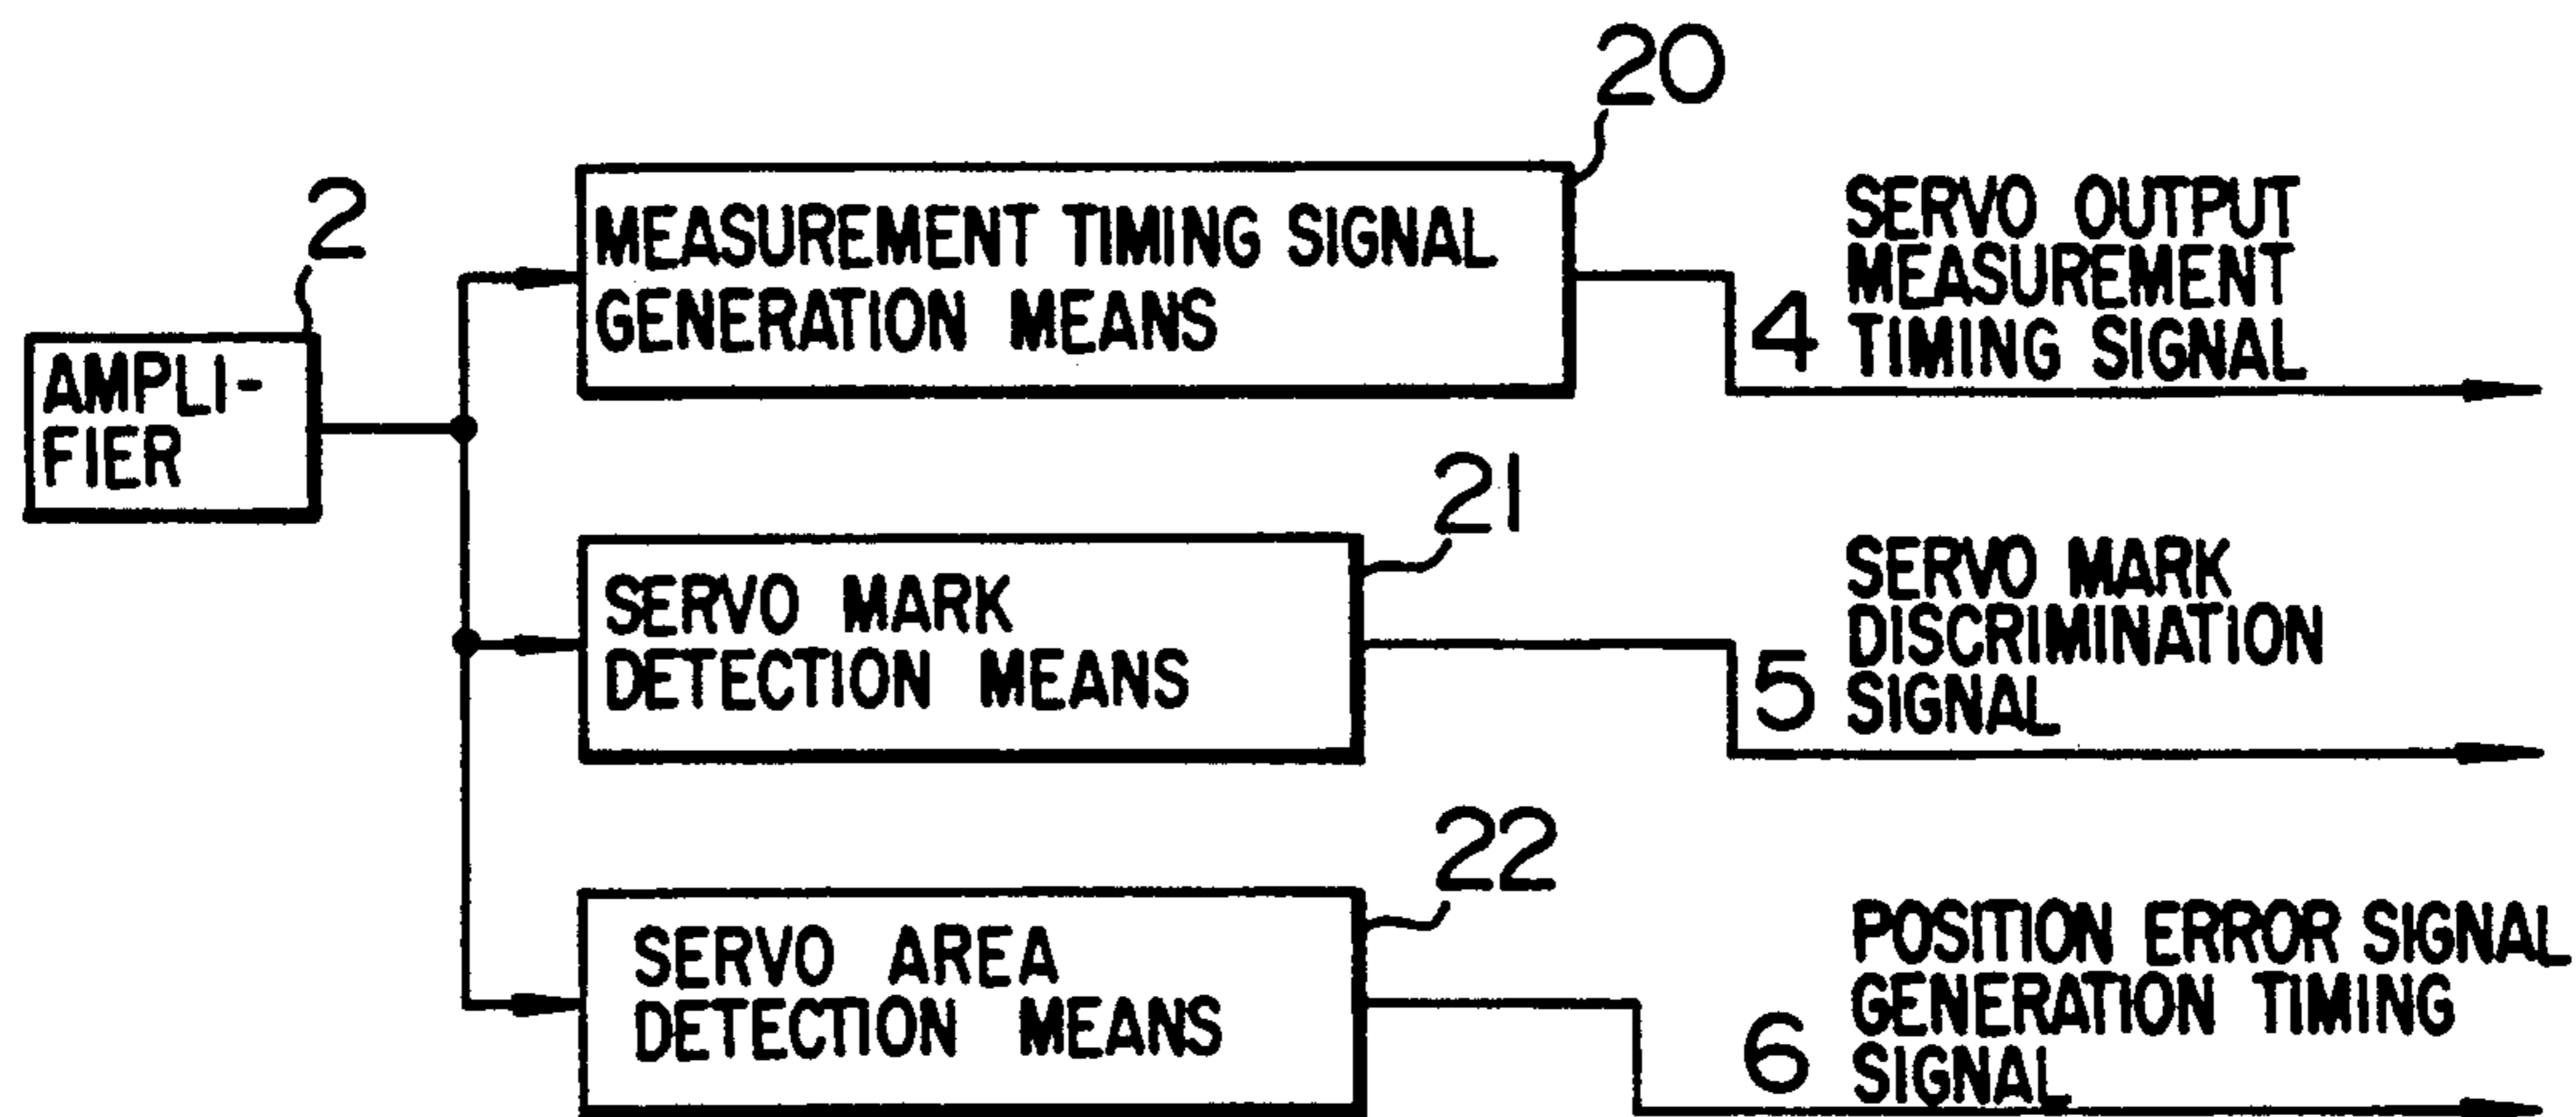 20
2
MEASUREMENT TIMING SIGNAL
GENERATION MEANS
SERVO OUTPUT
MEASUREMENT
4 TIMING SIGNAL
AMPLI-
FIER
21
SERVO MARK
DETECTION MEANS
SERVO MARK
DISCRIMINATION
5 SIGNAL
22
SERVO AREA
DETECTION MEANS
POSITION ERROR SIGNAL
GENERATION TIMING
6 SIGNAL